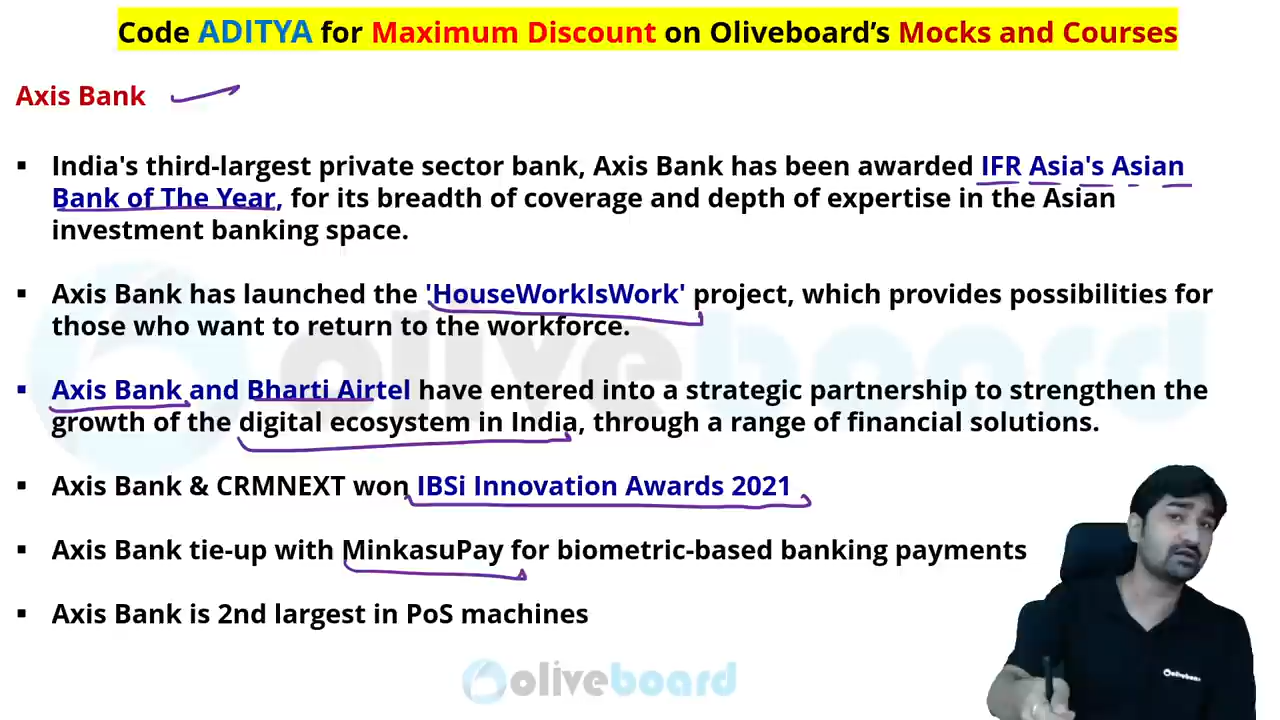 Code ADITYA for Maximum Discount on Oliveboard’s Mocks and Courses
Axis Bank
▪ India's third-largest private sector bank, Axis Bank has been awarded IFR Asia's Asian
Bank of The Year, for its breadth of coverage and depth of expertise in the Asian
investment banking space.
▪ Axis Bank has launched the 'HouseWorkIsWork' project, which provides possibilities for
those who want to return to the workforce.
▪ Axis Bank and Bharti Airtel have entered into a strategic partnership to strengthen the
growth of the digital ecosystem in India, through a range of financial solutions.
▪ Axis Bank & CRMNEXT won IBSi Innovation Awards 2021
▪ Axis Bank tie-up with MinkasuPay for biometric-based banking payments
▪ Axis Bank is 2nd largest in PoS machines
oliveboard
oliveboard
oliveboard